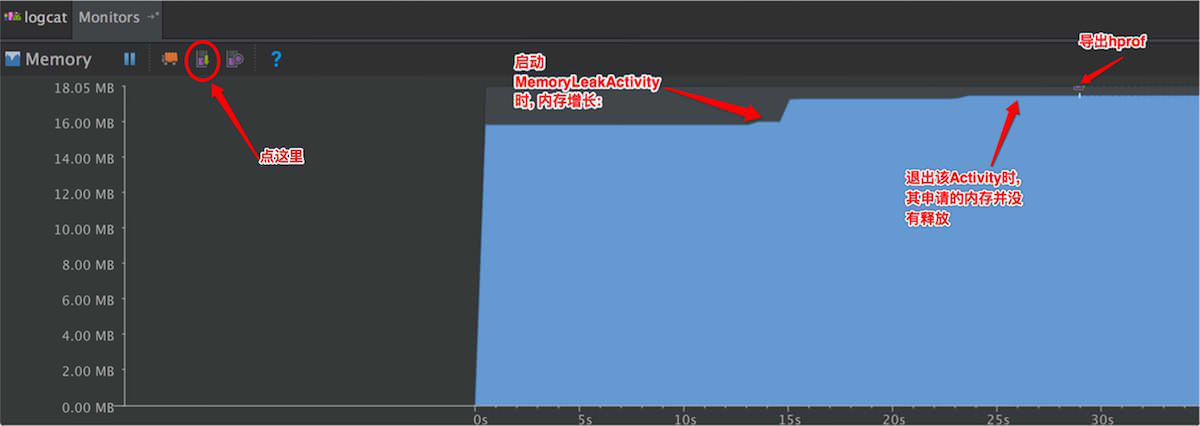 logcat
Monitors
Memory
?
导出hprof
启动
MemoryLeakActivity
时, 内存增长:
点这里
退出该Activity时,
其申请的内存并没
有释放
18.05 MB
16.00 MB
14.00 MB
12.00 MB
10.00 MB
8.00 MB
6.00 MB
4.00 MB
2.00 MB
0.00 MB
0s 5s 10s 15s 20s 25s 30s